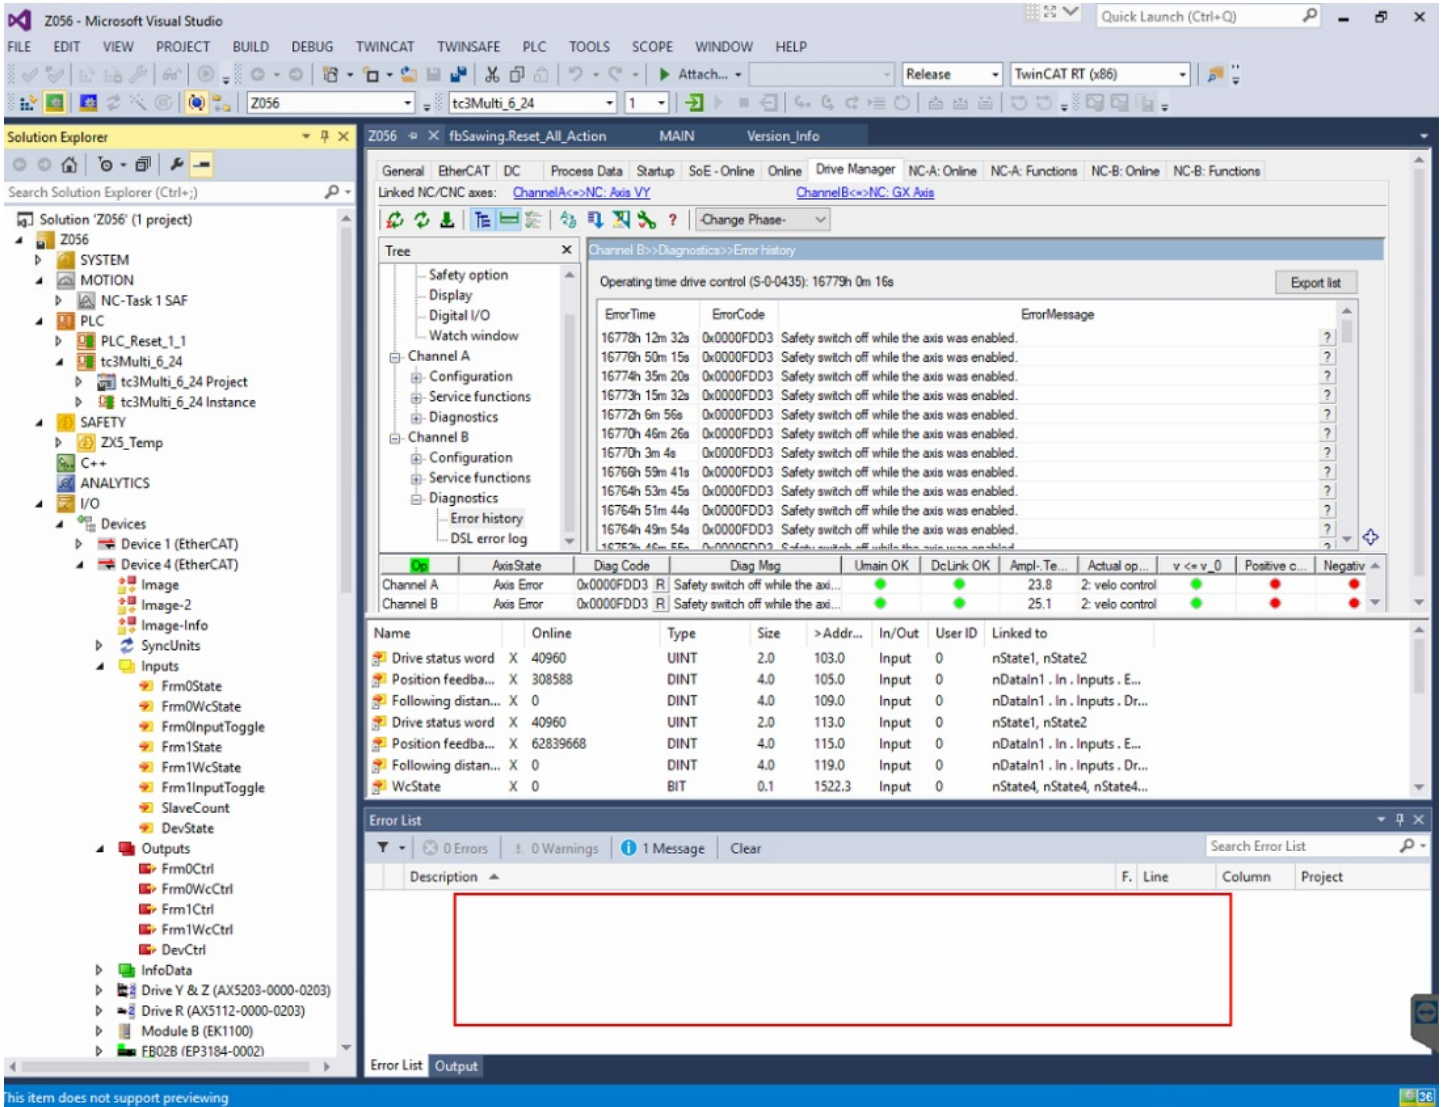 Z056 - Microsoft Visual Studio
Quick Launch (Ctrl+Q)
FILE EDIT VIEW PROJECT BUILD DEBUG TWINCAT TWINSAFE PLC TOOLS SCOPE WINDOW HELP
Attach... Release TwinCAT RT (x86)
Z056 tc3Multi_6_24 1
Solution Explorer
Search Solution Explorer (Ctrl+;)
Solution 'Z056' (1 project)
Z056
SYSTEM
MOTION
NC-Task 1 SAF
PLC
PLC_Reset_1_1
tc3Multi_6_24
tc3Multi_6_24 Project
tc3Multi_6_24 Instance
SAFETY
ZX5_Temp
C++
ANALYTICS
I/O
Devices
Device 1 (EtherCAT)
Device 4 (EtherCAT)
Image
Image-2
Image-Info
SyncUnits
Inputs
Frm0State
Frm0WcState
Frm0InputToggle
Frm1State
Frm1WcState
Frm1InputToggle
SlaveCount
DevState
Outputs
Frm0Ctrl
Frm0WcCtrl
Frm1Ctrl
Frm1WcCtrl
DevCtrl
InfoData
Drive Y & Z (AX5203-0000-0203)
Drive R (AX5112-0000-0203)
Module B (EK1100)
FB02B (EP3184-0002)
Z056 fbSawing.Reset_All_Action MAIN Version_Info
General EtherCAT DC Process Data Startup SoE - Online Online Drive Manager NC-A: Online NC-A: Functions NC-B: Online NC-B: Functions
Linked NC/CNC axes: ChannelA<=>NC: Axis VY ChannelB<=>NC: GX Axis
-Change Phase-
Tree
Safety option
Display
Digital I/O
Watch window
Channel A
Configuration
Service functions
Diagnostics
Channel B
Configuration
Service functions
Diagnostics
Error history
DSL error log
Channel B>>Diagnostics>>Error history
Operating time drive control (S-0-0435): 16779h 0m 16s Export list
ErrorTime ErrorCode ErrorMessage
16778h 12m 32s 0x0000FDD3 Safety switch off while the axis was enabled. ?
16776h 50m 15s 0x0000FDD3 Safety switch off while the axis was enabled. ?
16774h 35m 20s 0x0000FDD3 Safety switch off while the axis was enabled. ?
16773h 15m 32s 0x0000FDD3 Safety switch off while the axis was enabled. ?
16772h 6m 56s 0x0000FDD3 Safety switch off while the axis was enabled. ?
16770h 46m 26s 0x0000FDD3 Safety switch off while the axis was enabled. ?
16770h 3m 4s 0x0000FDD3 Safety switch off while the axis was enabled. ?
16766h 59m 41s 0x0000FDD3 Safety switch off while the axis was enabled. ?
16764h 53m 45s 0x0000FDD3 Safety switch off while the axis was enabled. ?
16764h 51m 44s 0x0000FDD3 Safety switch off while the axis was enabled. ?
16764h 49m 54s 0x0000FDD3 Safety switch off while the axis was enabled. ?
0x0000FDD3 Safety switch off while the axis was enabled
Op AxisState Diag Code Diag Msg Umain OK DcLink OK Ampl-.Te... Actual op... v <= v_0 Positive c... Negativ
Channel A Axis Error 0x0000FDD3 R Safety switch off while the axi... 23.8 2: velo control
Channel B Axis Error 0x0000FDD3 R Safety switch off while the axi... 25.1 2: velo control
Name Online Type Size >Addr... In/Out User ID Linked to
Drive status word X 40960 UINT 2.0 103.0 Input 0 nState1, nState2
Position feedba... X 308588 DINT 4.0 105.0 Input 0 nDataIn1 . In . Inputs . E...
Following distan... X 0 DINT 4.0 109.0 Input 0 nDataIn1 . In . Inputs . Dr...
Drive status word X 40960 UINT 2.0 113.0 Input 0 nState1, nState2
Position feedba... X 62839668 DINT 4.0 115.0 Input 0 nDataIn1 . In . Inputs . E...
Following distan... X 0 DINT 4.0 119.0 Input 0 nDataIn1 . In . Inputs . Dr...
WcState X 0 BIT 0.1 1522.3 Input 0 nState4, nState4, nState4...
Error List
0 Errors 0 Warnings 1 Message Clear Search Error List
Description F. Line Column Project
Error List Output
This item does not support previewing 36